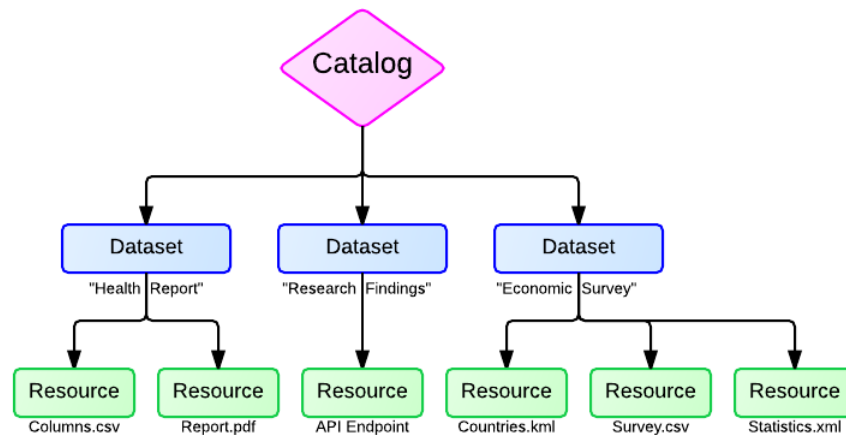 Catalog
Dataset Dataset Dataset
"Health Report" "Research Findings" "Economic Survey"
Resource Resource Resource Resource Resource Resource
Columns.csv Report.pdf API Endpoint Countries.kml Survey.csv Statistics.xml